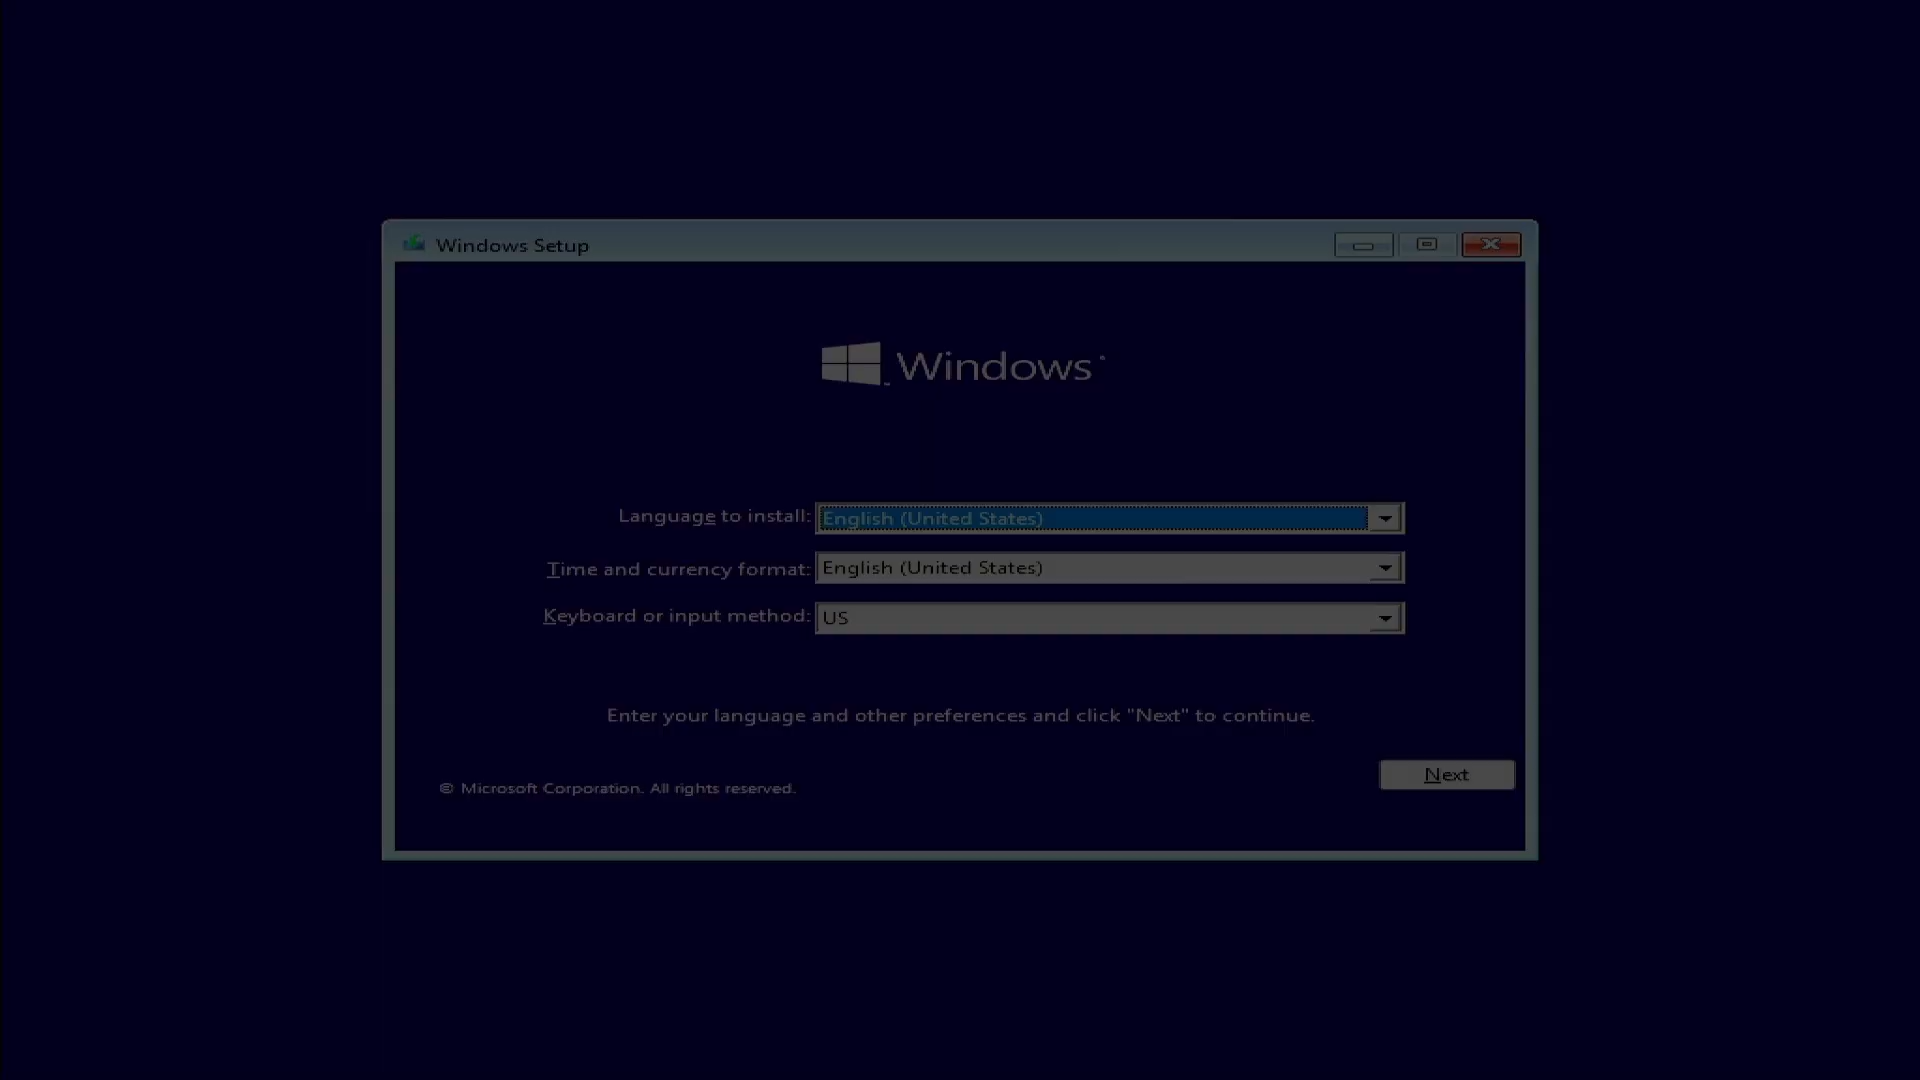 Windows Setup
Windows
Language to install: English (United States)
Time and currency format: English (United States)
Keyboard or input method: US
Enter your language and other preferences and click "Next" to continue.
Next
© Microsoft Corporation. All rights reserved.